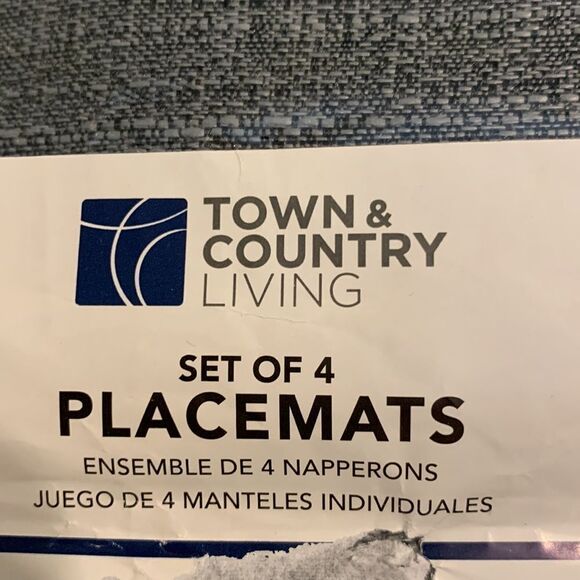 TOWN &
COUNTRY
LIVING
SET OF 4
PLACEMATS
ENSEMBLE DE 4 NAPPERONS
JUEGO DE 4 MANTELES INDIVIDUALES